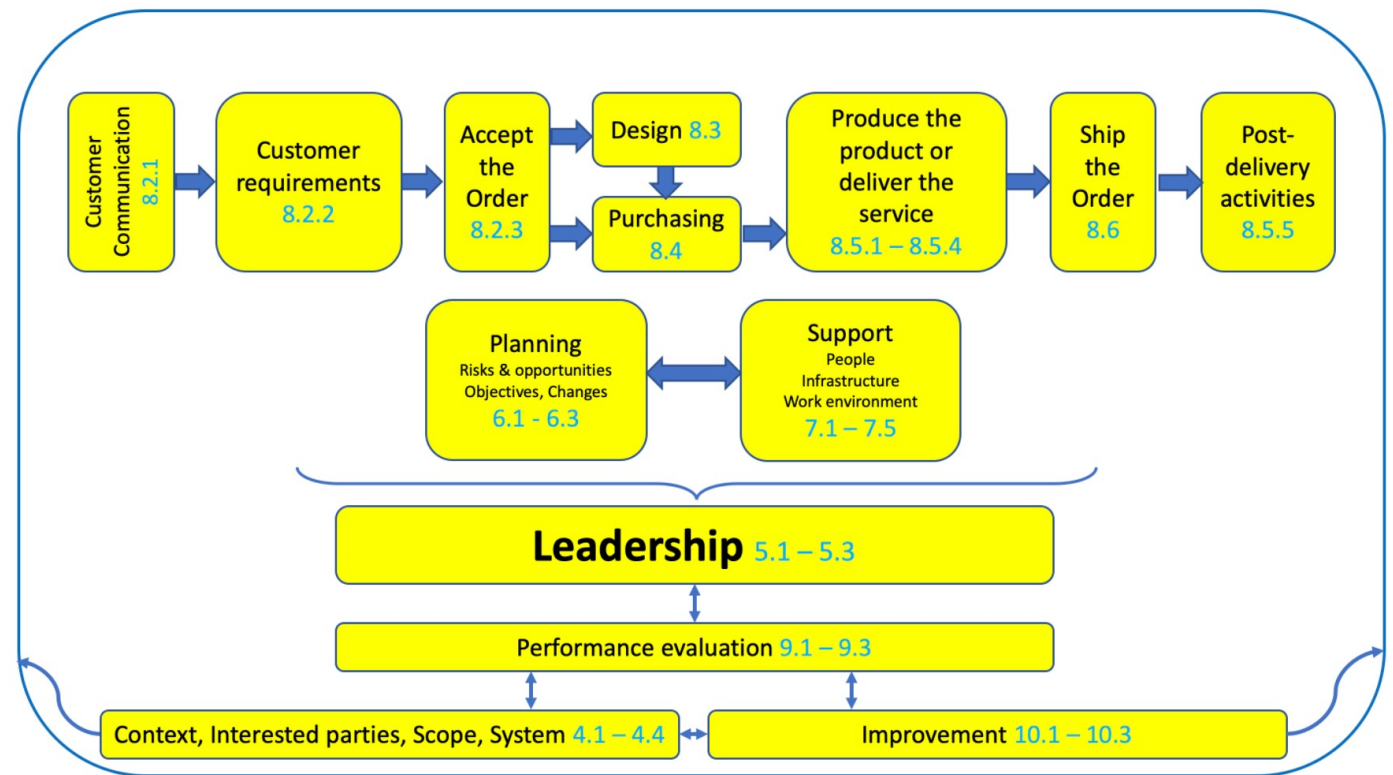 Customer
Communication
8.2.1
Customer
requirements
8.2.2
Accept
the
Order
8.2.3
Design 8.3
Purchasing
8.4
Produce the
product or
deliver the
service
8.5.1 – 8.5.4
Ship
the
Order
8.6
Post-
delivery
activities
8.5.5
Planning
Risks & opportunities
Objectives, Changes
6.1 - 6.3
Support
People
Infrastructure
Work environment
7.1 – 7.5
Leadership 5.1 – 5.3
Performance evaluation 9.1 – 9.3
Context, Interested parties, Scope, System 4.1 – 4.4
Improvement 10.1 – 10.3